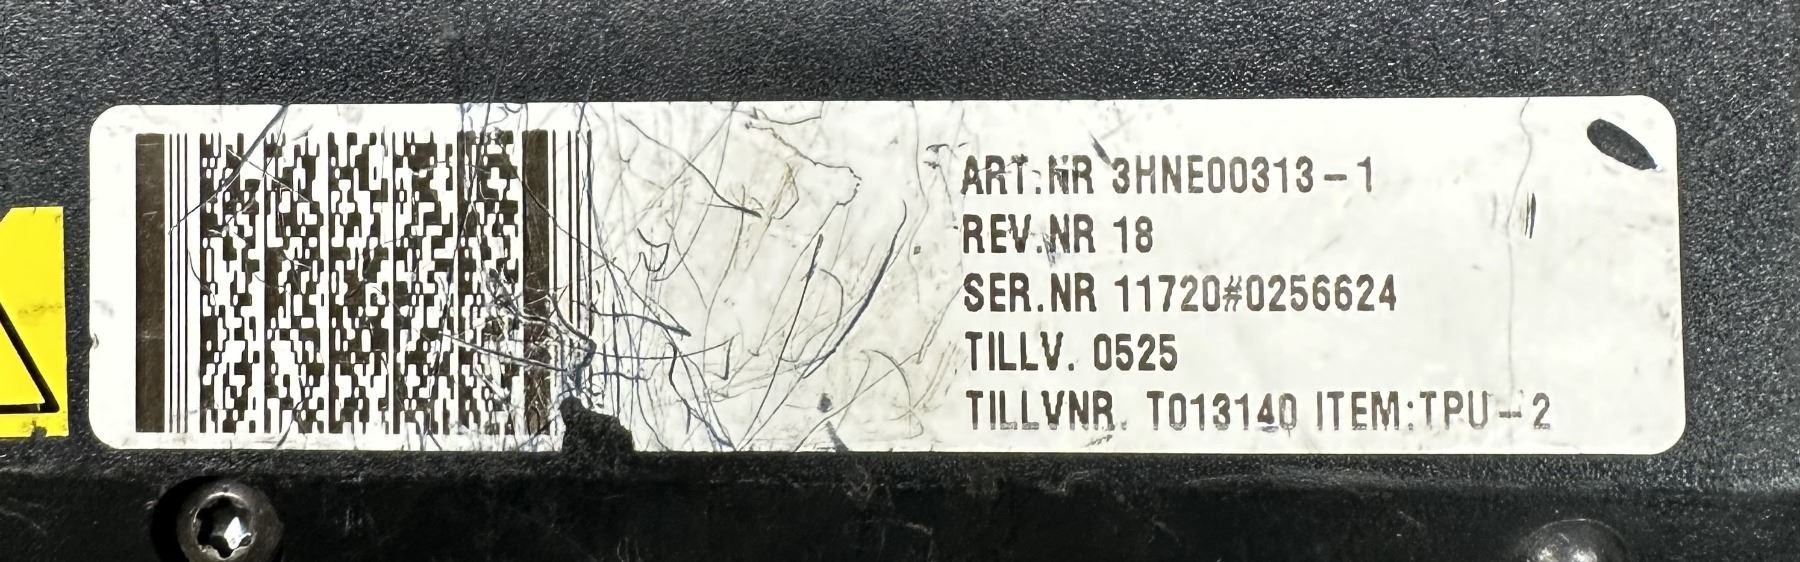 ART.NR 3HNE00313-1
REV.NR 18
SER.NR 11720#0256624
TILLV. 0525
TILLVNR. T013140 ITEM:TPU-2